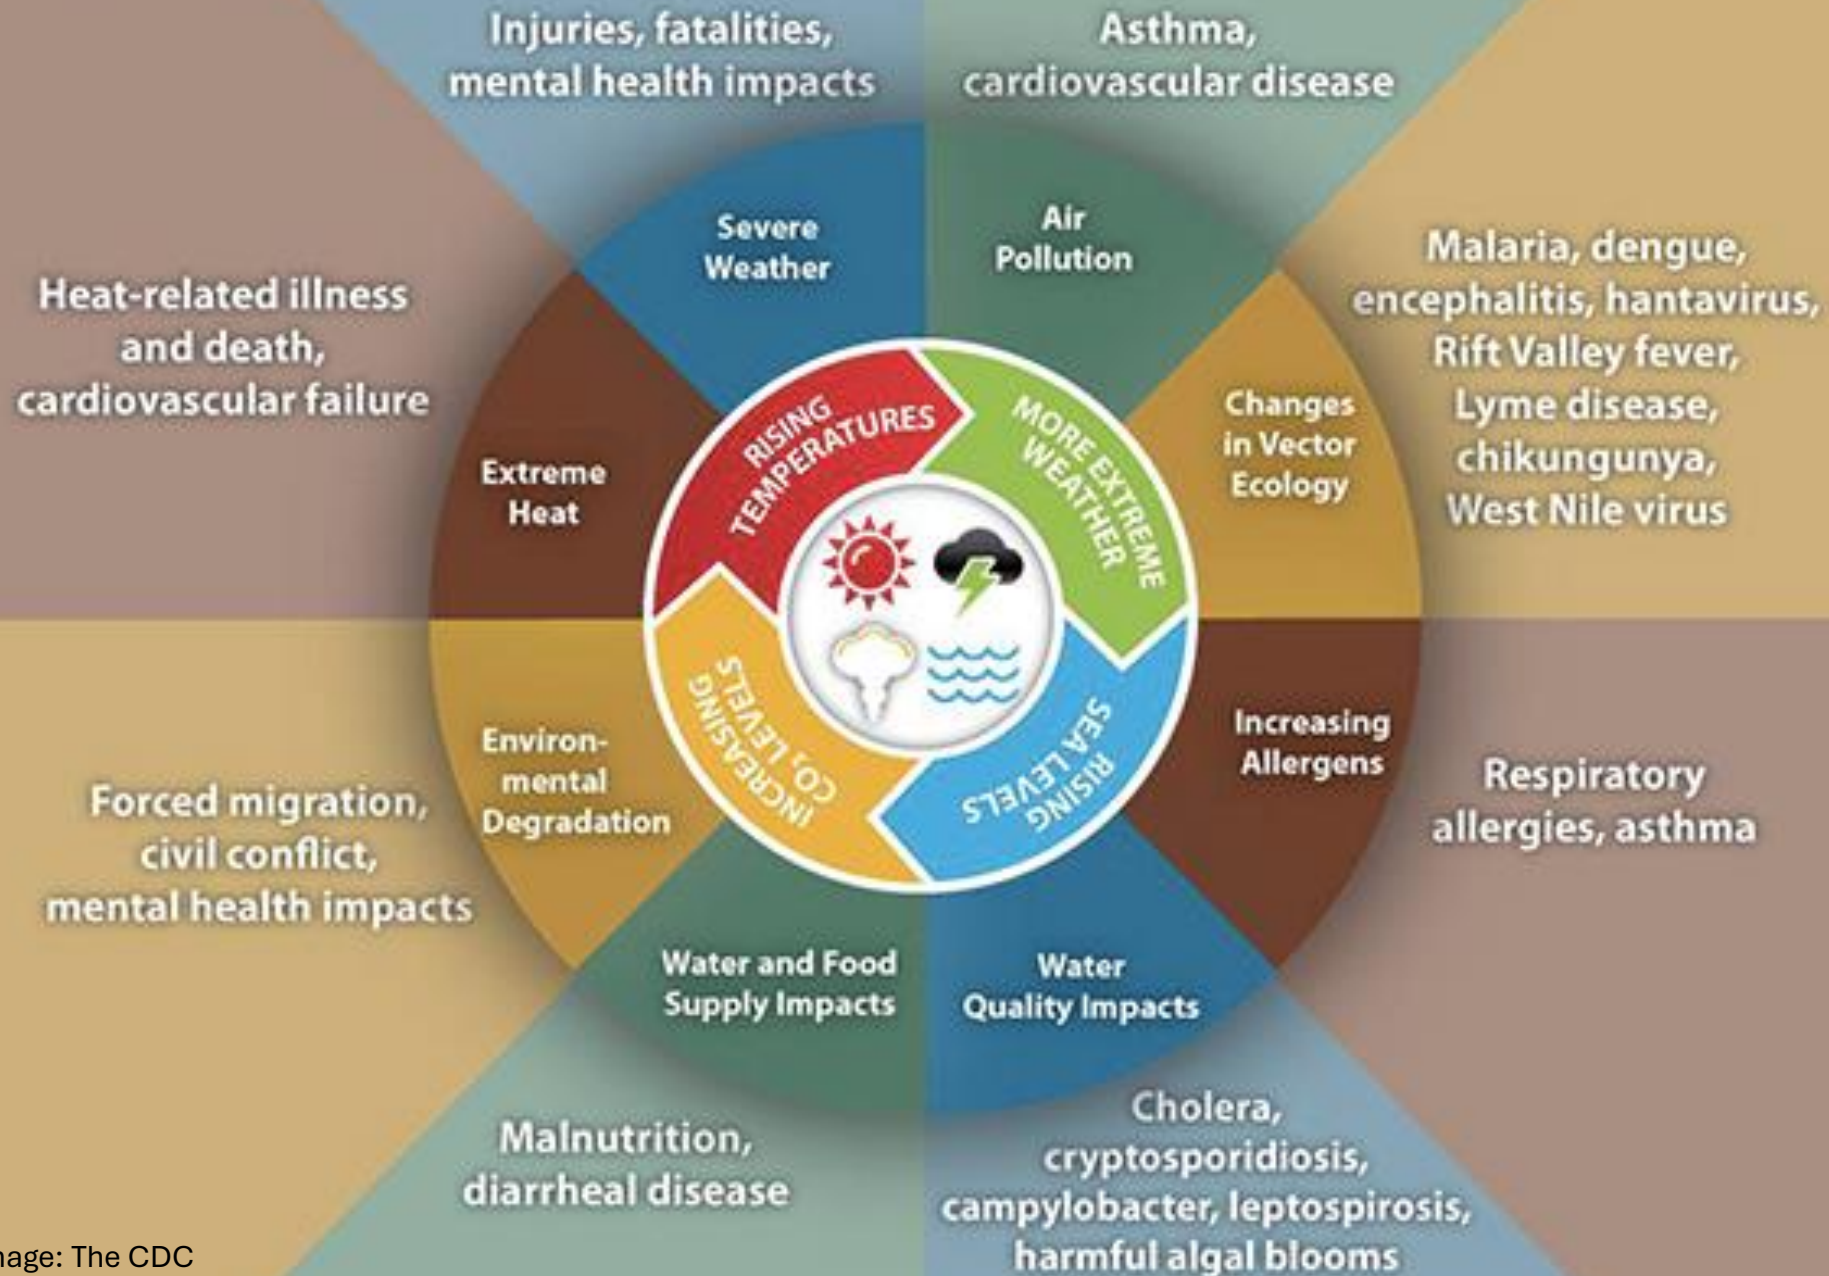 Injuries, fatalities,
mental health impacts
Asthma,
cardiovascular disease
Severe
Weather
Air
Pollution
Heat-related illness
and death,
cardiovascular failure
Extreme
Heat
Changes
in Vector
Ecology
Malaria, dengue,
encephalitis, hantavirus,
Rift Valley fever,
Lyme disease,
chikungunya,
West Nile virus
RISING
TEMPERATURES
MORE EXTREME
WEATHER
INCREASING
CO₂ LEVELS
RISING
SEA LEVELS
Environ-
mental
Degradation
Increasing
Allergens
Forced migration,
civil conflict,
mental health impacts
Respiratory
allergies, asthma
Water and Food
Supply Impacts
Water
Quality Impacts
Malnutrition,
diarrheal disease
Cholera,
cryptosporidiosis,
campylobacter, leptospirosis,
harmful algal blooms
mage: The CDC